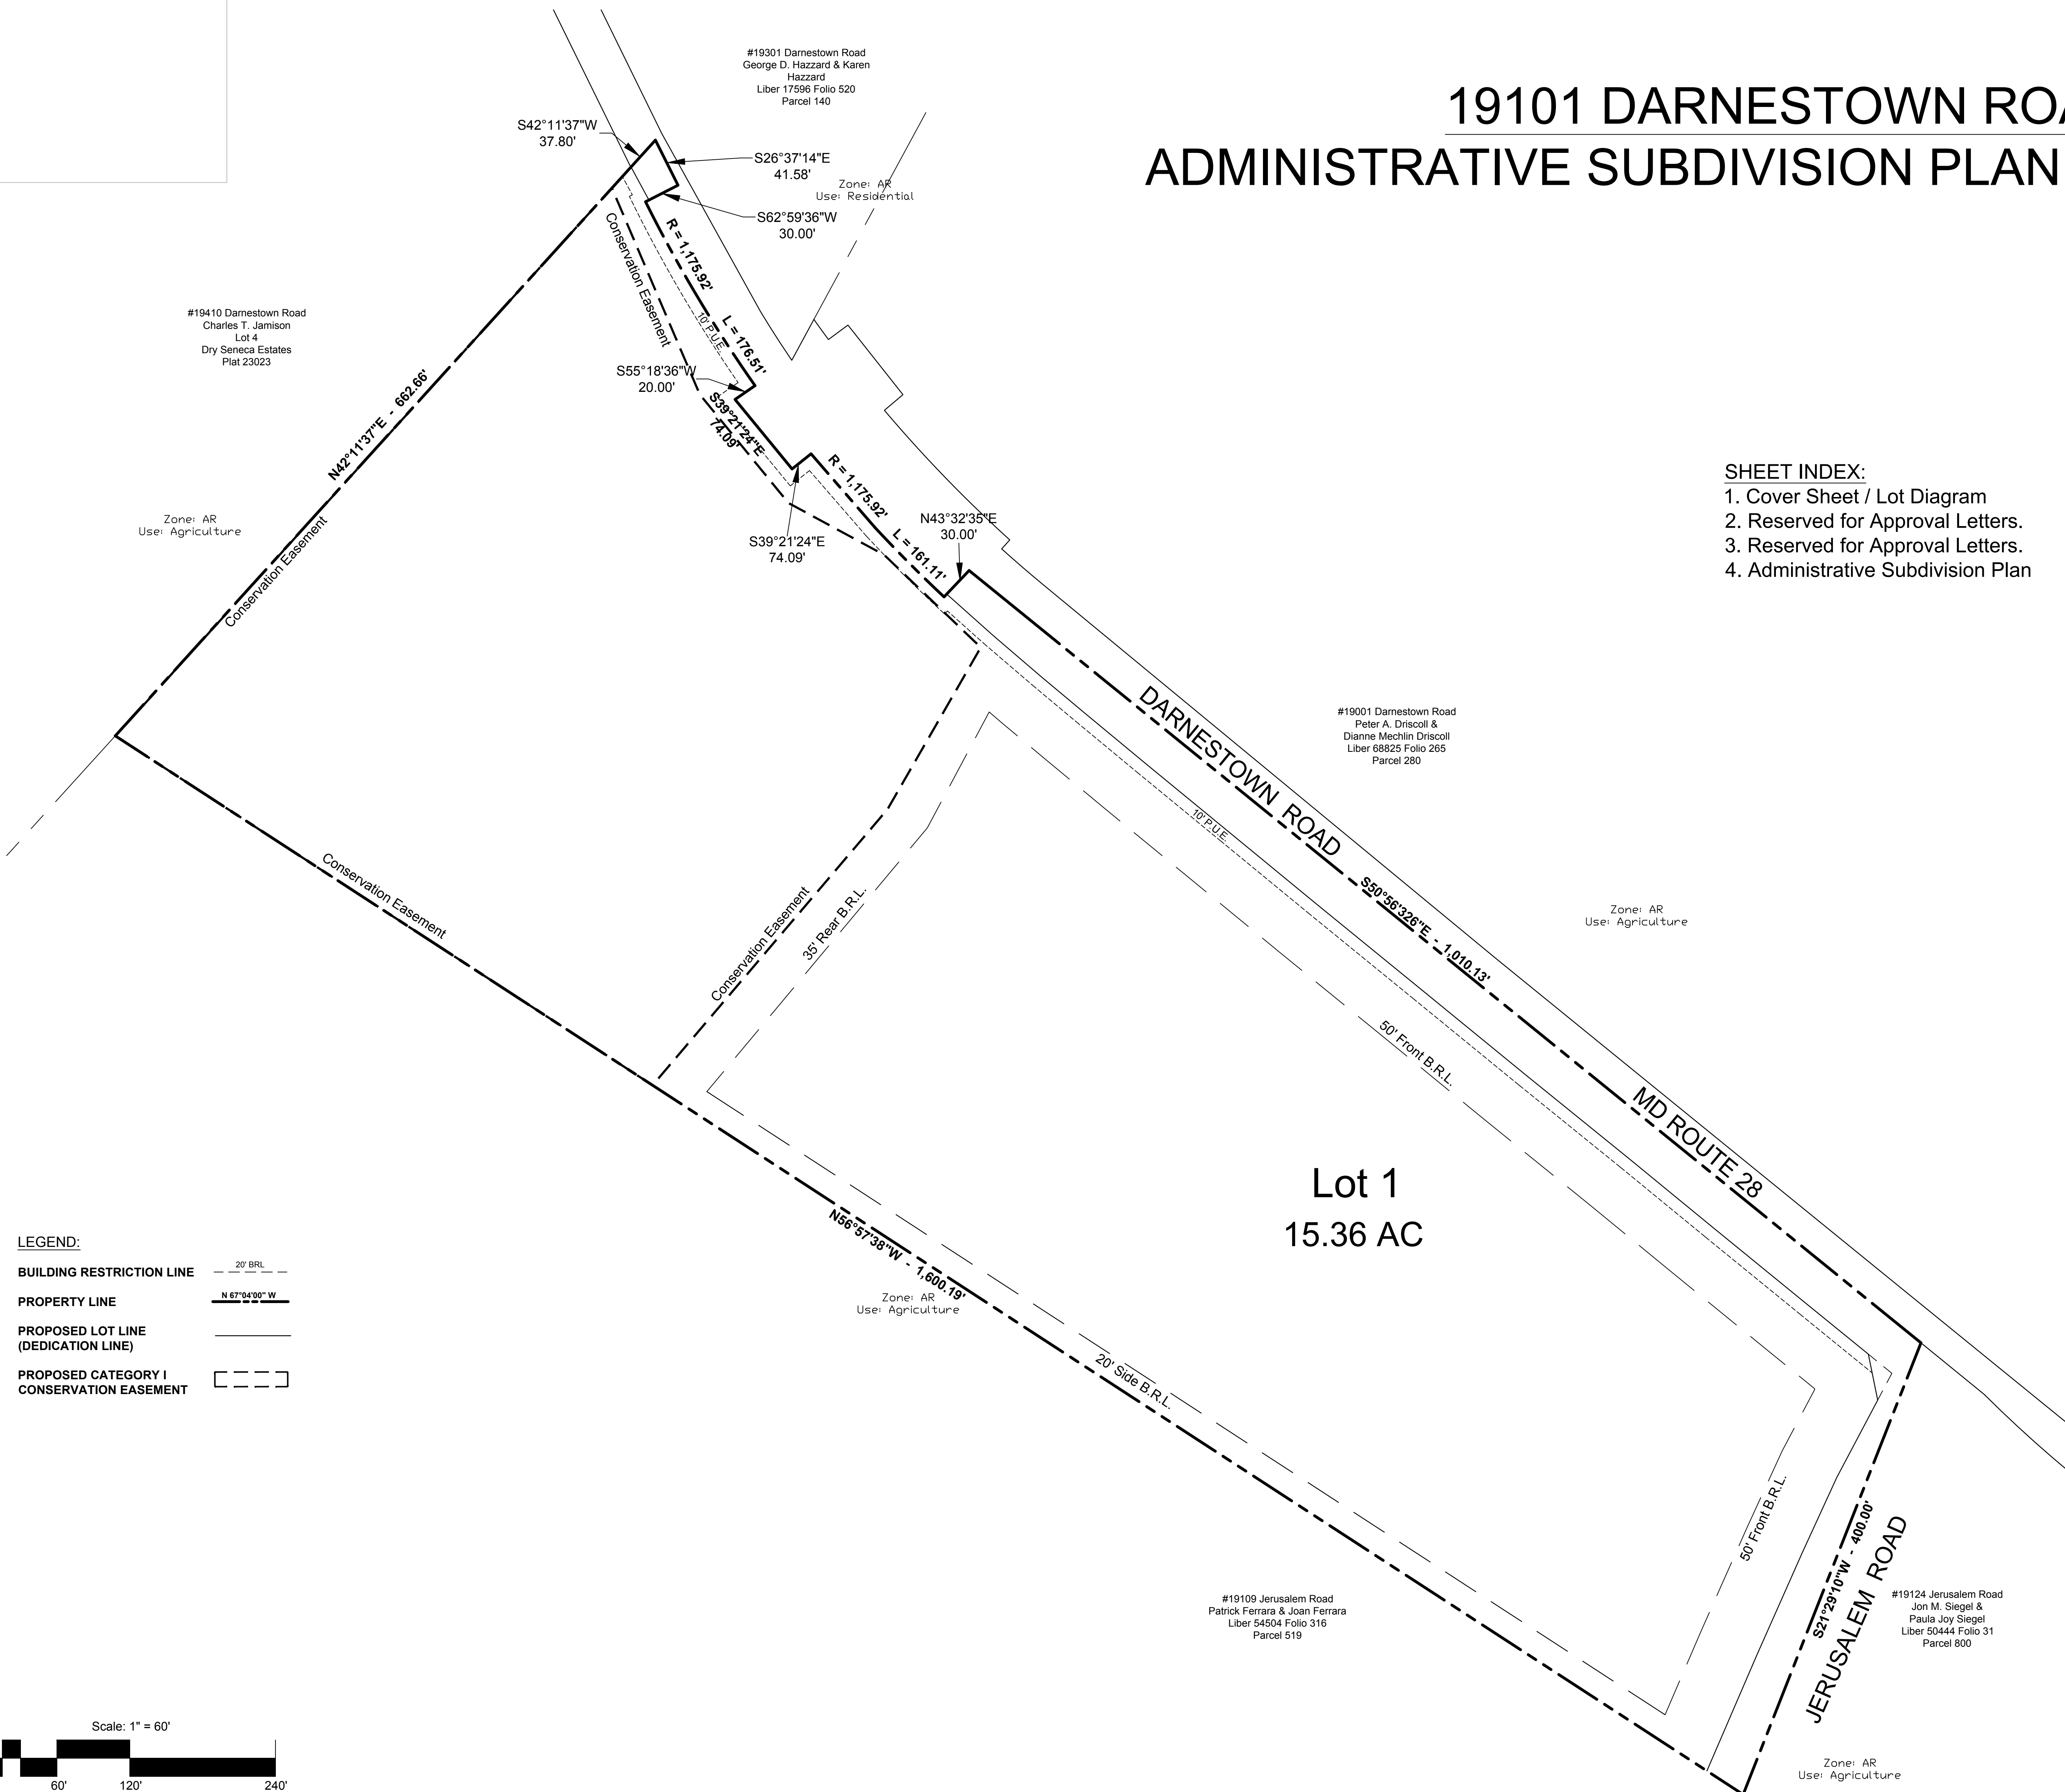 19101 DARNESTOWN ROA
ADMINISTRATIVE SUBDIVISION PLAN
#19301 Darnestown Road
George D. Hazzard & Karen
Hazzard
Liber 17596 Folio 520
Parcel 140
S42°11'37"W
37.80'
S26°37'14"E
41.58'
Zone: AR
Use: Residential
S62°59'36"W
30.00'
R = 1,175.92'
L = 176.51'
Conservation Easement
10' P.U.E.
#19410 Darnestown Road
Charles T. Jamison
Lot 4
Dry Seneca Estates
Plat 23023
N42°11'37"E - 662.66'
S55°18'36"W
20.00'
S39°21'24"E
74.09'
R = 1,175.92'
L = 161.11'
N43°32'35"E
30.00'
S39°21'24"E
74.09'
Zone: AR
Use: Agriculture
Conservation Easement
SHEET INDEX:
1. Cover Sheet / Lot Diagram
2. Reserved for Approval Letters.
3. Reserved for Approval Letters.
4. Administrative Subdivision Plan
DARNESTOWN ROAD
#19001 Darnestown Road
Peter A. Driscoll &
Dianne Mechlin Driscoll
Liber 68825 Folio 265
Parcel 280
10' P.U.E.
S50°56'326"E - 1,010.13'
Zone: AR
Use: Agriculture
Conservation Easement
Conservation Easement
35' Rear B.R.L.
50' Front B.R.L.
MD ROUTE 28
Lot 1
15.36 AC
N56°57'38"W - 1,600.19'
Zone: AR
Use: Agriculture
20' Side B.R.L.
50' Front B.R.L.
S21°29'10"W - 400.00'
JERUSALEM ROAD
#19109 Jerusalem Road
Patrick Ferrara & Joan Ferrara
Liber 54504 Folio 316
Parcel 519
#19124 Jerusalem Road
Jon M. Siegel &
Paula Joy Siegel
Liber 50444 Folio 31
Parcel 800
Zone: AR
Use: Agriculture
LEGEND:
BUILDING RESTRICTION LINE
20' BRL
PROPERTY LINE
N 67°04'00" W
PROPOSED LOT LINE
(DEDICATION LINE)
PROPOSED CATEGORY I
CONSERVATION EASEMENT
Scale: 1" = 60'
60' 120' 240'